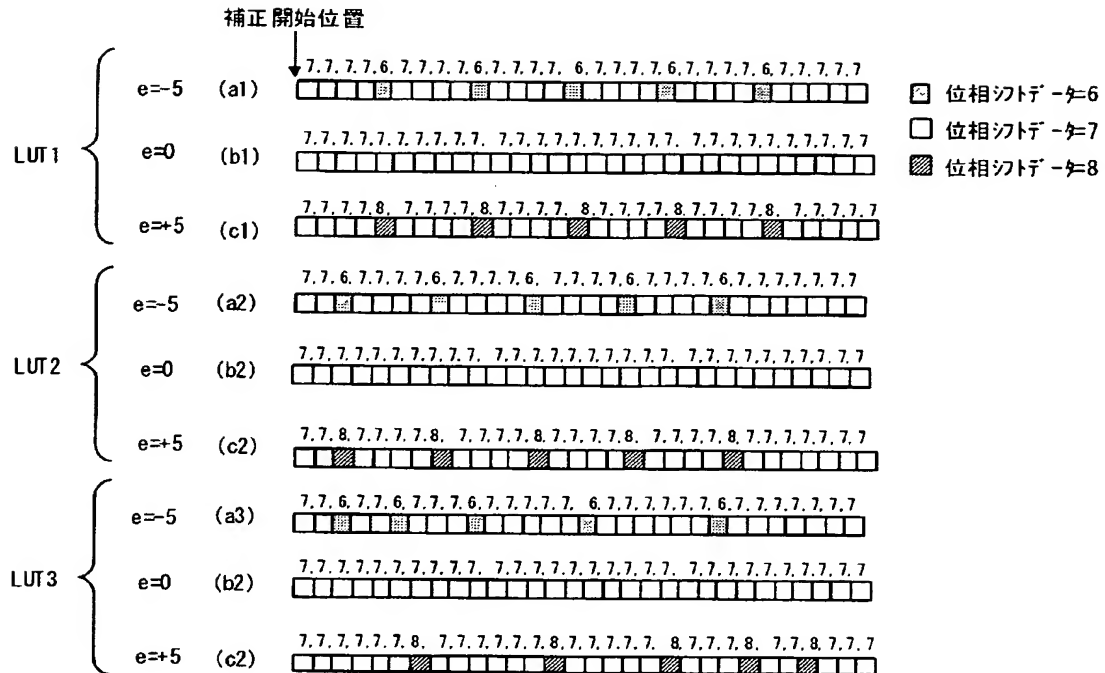 補正開始位置
LUT1
e=-5 (a1) 7,7,7,7,6,7,7,7,7,6,7,7,7,7,6,7,7,7,7,6,7,7,7,7,6,7,7,7,7,7
e=0 (b1) 7,7,7,7,7,7,7,7,7,7,7,7,7,7,7,7,7,7,7,7,7,7,7,7,7,7,7,7,7,7
e=+5 (c1) 7,7,7,7,8,7,7,7,7,8,7,7,7,7,8,7,7,7,7,8,7,7,7,7,8,7,7,7,7,7
位相シフトデータ=6
位相シフトデータ=7
位相シフトデータ=8
LUT2
e=-5 (a2) 7,7,6,7,7,7,7,6,7,7,7,7,6,7,7,7,7,6,7,7,7,7,6,7,7,7,7,7,7,7
e=0 (b2) 7,7,7,7,7,7,7,7,7,7,7,7,7,7,7,7,7,7,7,7,7,7,7,7,7,7,7,7,7,7
e=+5 (c2) 7,7,8,7,7,7,7,8,7,7,7,7,8,7,7,7,7,8,7,7,7,7,8,7,7,7,7,7,7,7
LUT3
e=-5 (a3) 7,7,6,7,7,6,7,7,7,6,7,7,7,7,7,6,7,7,7,7,7,7,6,7,7,7,7,7,7,7
e=0 (b2) 7,7,7,7,7,7,7,7,7,7,7,7,7,7,7,7,7,7,7,7,7,7,7,7,7,7,7,7,7,7
e=+5 (c2) 7,7,7,7,7,7,8,7,7,7,7,7,7,8,7,7,7,7,7,8,7,7,7,8,7,7,8,7,7,7